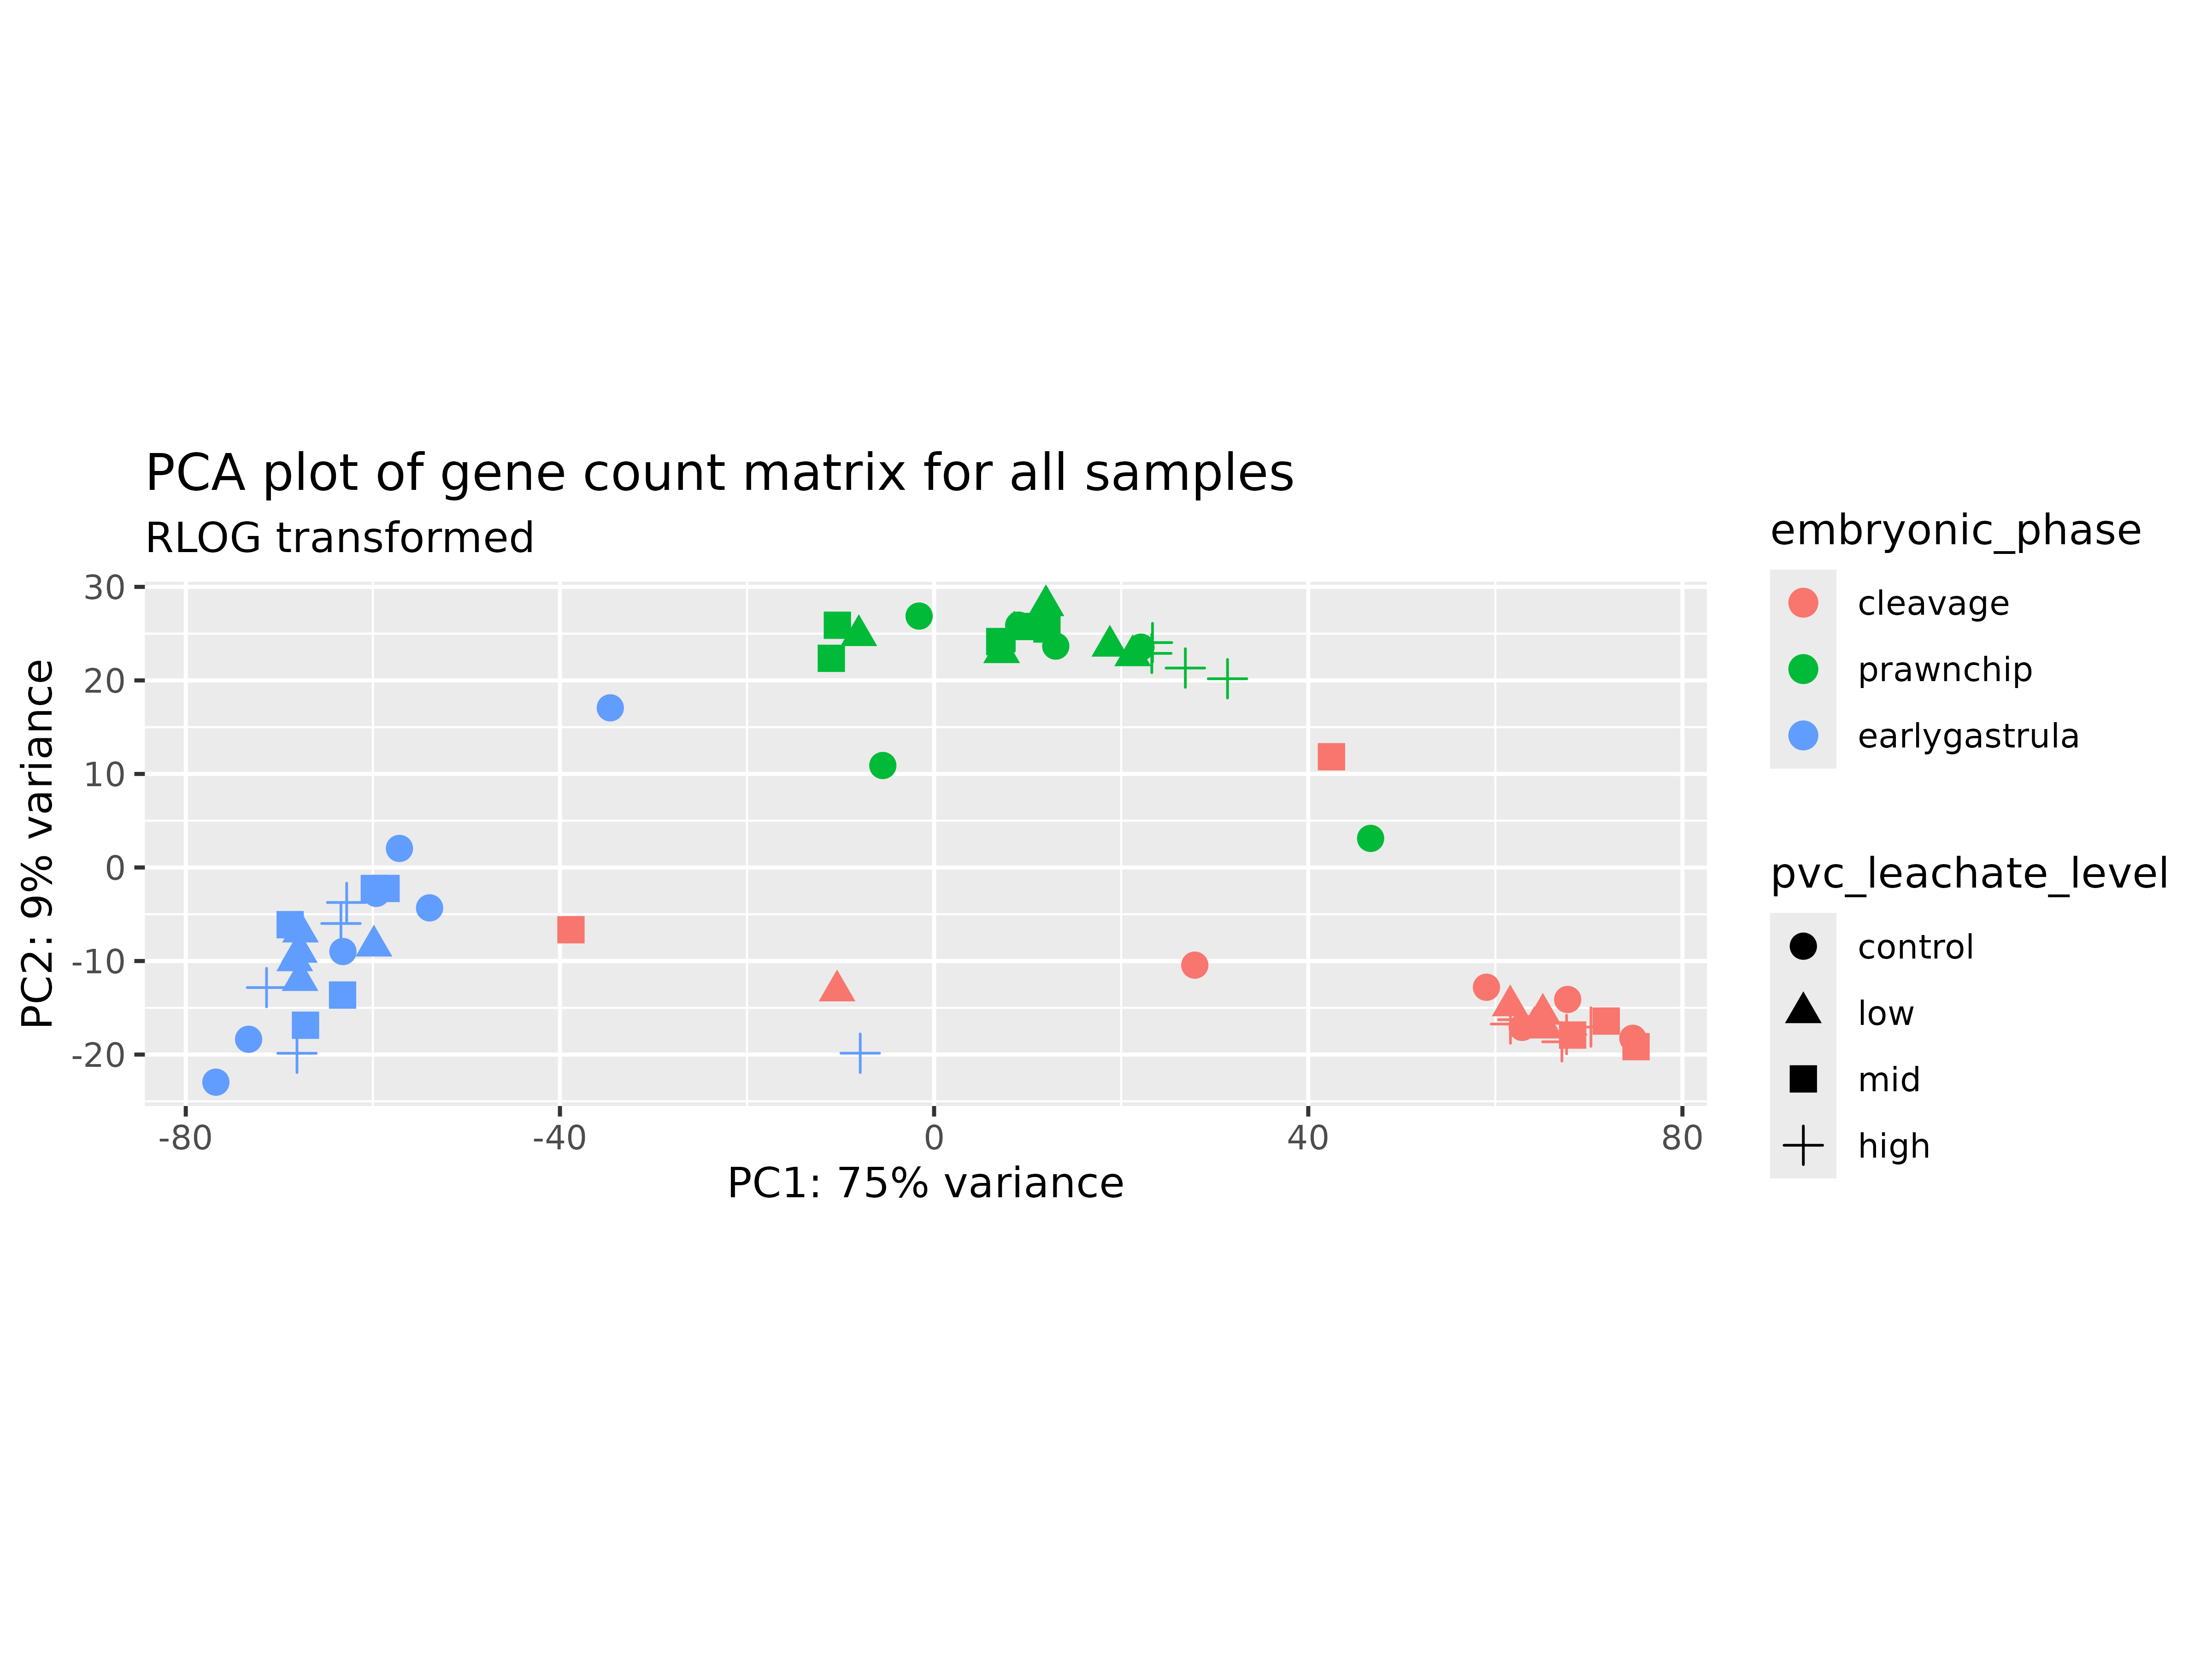 PCA plot of gene count matrix for all samples
RLOG transformed
30
20
10
0
-10
-20
PC2:: 9% variance
-80
-40
0
40
80
PC1: 75% variance
embryonic_phase
cleavage
prawnchip
earlygastrula
pvc_leachate_level
control
low
mid
high